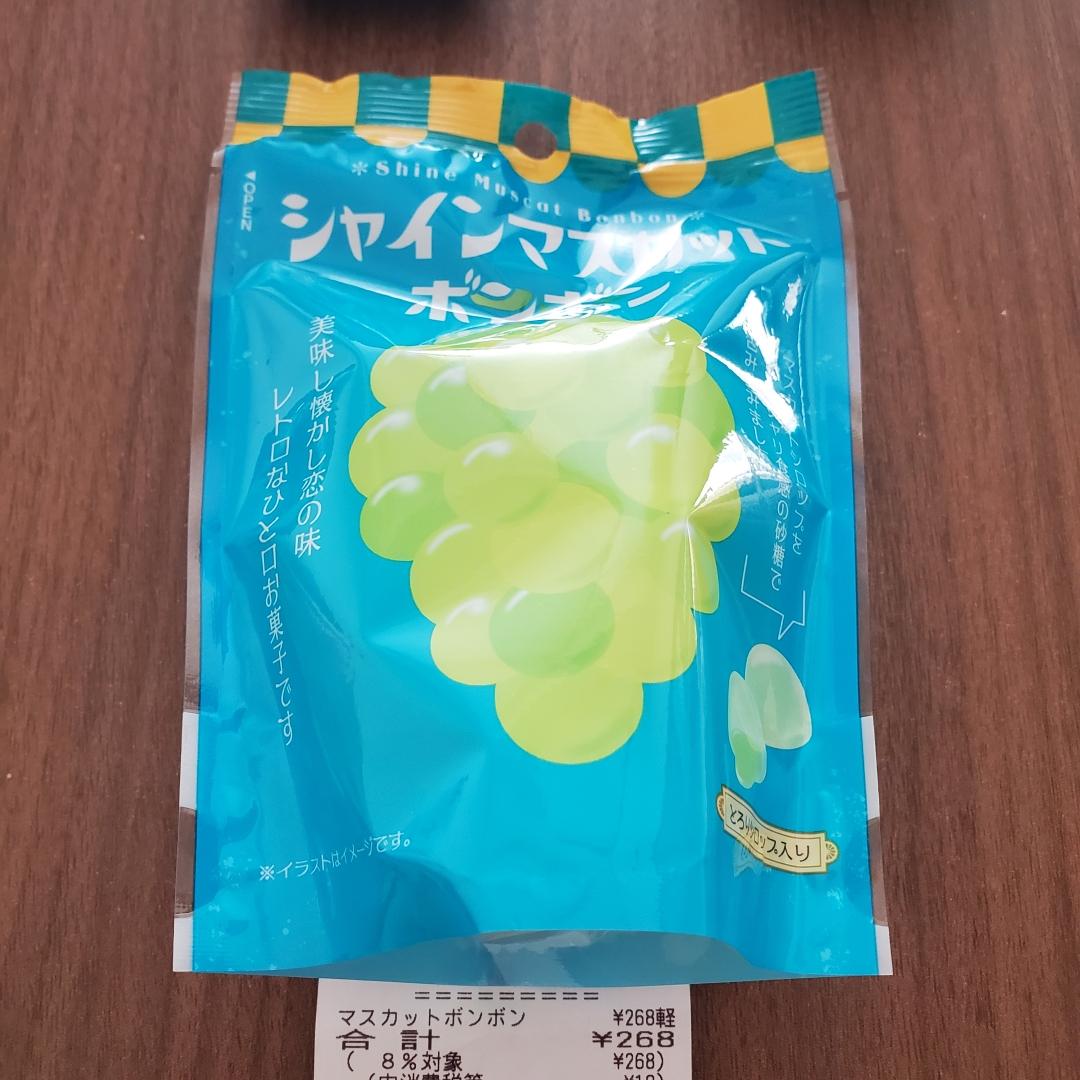 ◀OPEN
*Shine Muscat Bonbon*
シャインマスカット
ボンボン
美味し懐かし恋の味
レトロなひと口お菓子です
の砂糖で
とろ〜りシロップ入り
※イラストはイメージです。
=========
マスカットボンボン ¥268軽
合 計 ¥268
( 8%対象 ¥268)